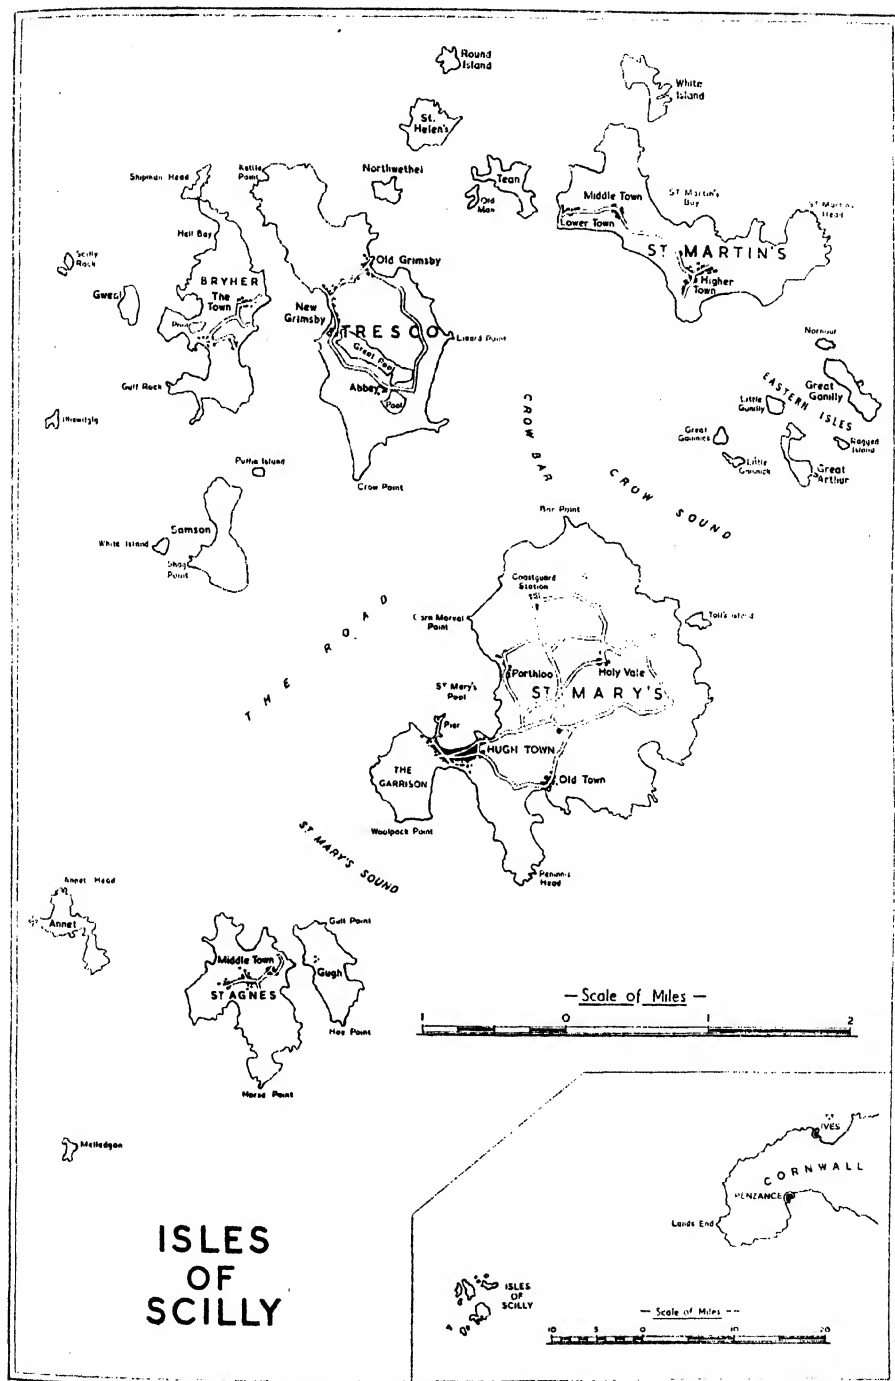 Round
Island
White
Island
St.
Helen's
Shipman Head
Kettle
Point
Northwethel
Tean
Old
Man
Middle Town
Lower Town
ST Martin's
Bay
ST Martins
Head
Hell Bay
Scilly
Rock
Gweal
BRYHER
The
Town
Pool
Old Grimsby
New
Grimsby
TRESCO
Great Pool
Abbey
Pool
Lizard Point
ST MARTIN'S
Higher
Town
Nornour
Great
Ganilly
EASTERN ISLES
Little
Ganilly
Ragged
Island
Great
Ganinick
Little
Ganinick
Great
Arthur
Gull Rock
Illiswilgig
Puffin Island
Crow Point
CROW BAR
CROW SOUND
Samson
White Island
Shag
Point
Bar Point
Coastguard
Station
Toll's Island
THE ROAD
Carn Morval
Point
Porthloo
Holy Vale
ST MARY'S
ST Mary's
Pool
Pier
HUGH TOWN
THE
GARRISON
Old Town
Woolpack Point
ST MARY'S SOUND
Peninnis
Head
Annet Head
Annet
Gull Point
Middle Town
Gugh
ST AGNES
Hoe Point
Horse Point
— Scale of Miles —
1 0 1 2
Melledgan
ST
IVES
CORNWALL
PENZANCE
Lands End
ISLES
OF
SCILLY
ISLES
OF
SCILLY
— Scale of Miles --
10 5 0 10 20